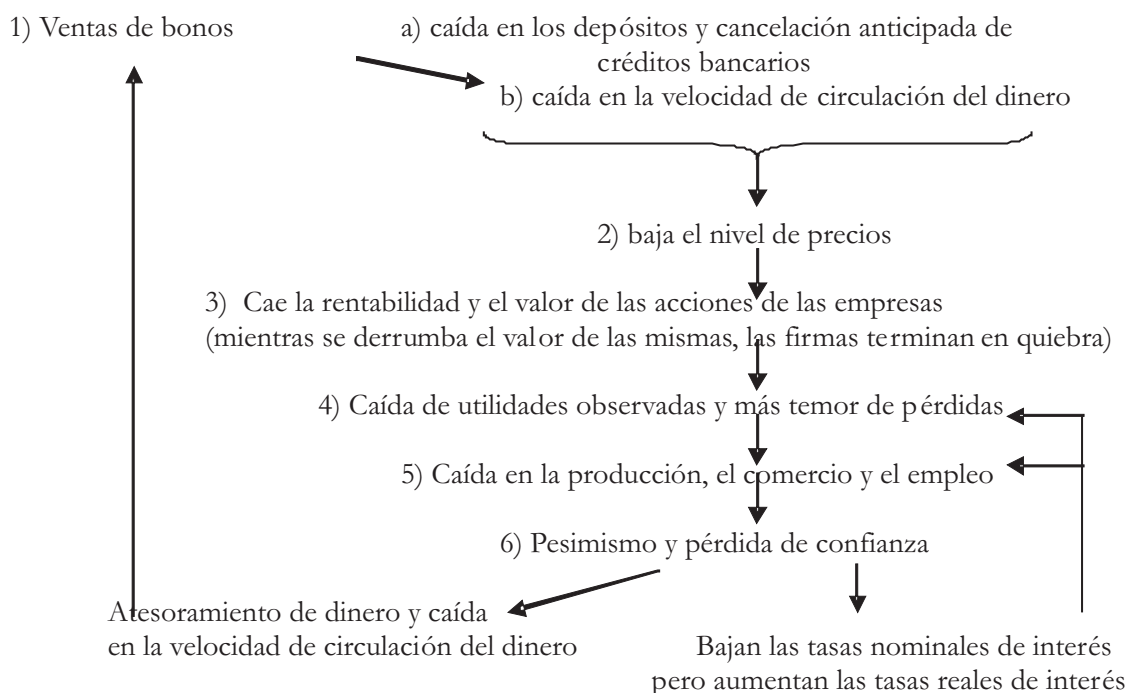 1) Ventas de bonos
a) caída en los depósitos y cancelación anticipada de
créditos bancarios
b) caída en la velocidad de circulación del dinero
2) baja el nivel de precios
3) Cae la rentabilidad y el valor de las acciones de las empresas
(mientras se derrumba el valor de las mismas, las firmas terminan en quiebra)
4) Caída de utilidades observadas y más temor de pérdidas
5) Caída en la producción, el comercio y el empleo
6) Pesimismo y pérdida de confianza
Atesoramiento de dinero y caída
en la velocidad de circulación del dinero
Bajan las tasas nominales de interés
pero aumentan las tasas reales de interés